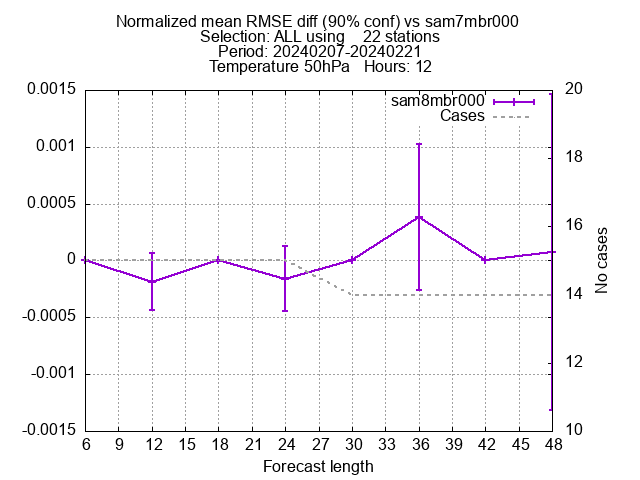 Normalized mean RMSE diff (90% conf) vs sam7mbr000
Selection: ALL using    22 stations
Period: 20240207-20240221
Temperature 50hPa   Hours: 12
sam8mbr000
Cases
0.0015
0.001
0.0005
0
-0.0005
-0.001
-0.0015
20
18
16
14
12
10
No cases
6 9 12 15 18 21 24 27 30 33 36 39 42 45 48
Forecast length